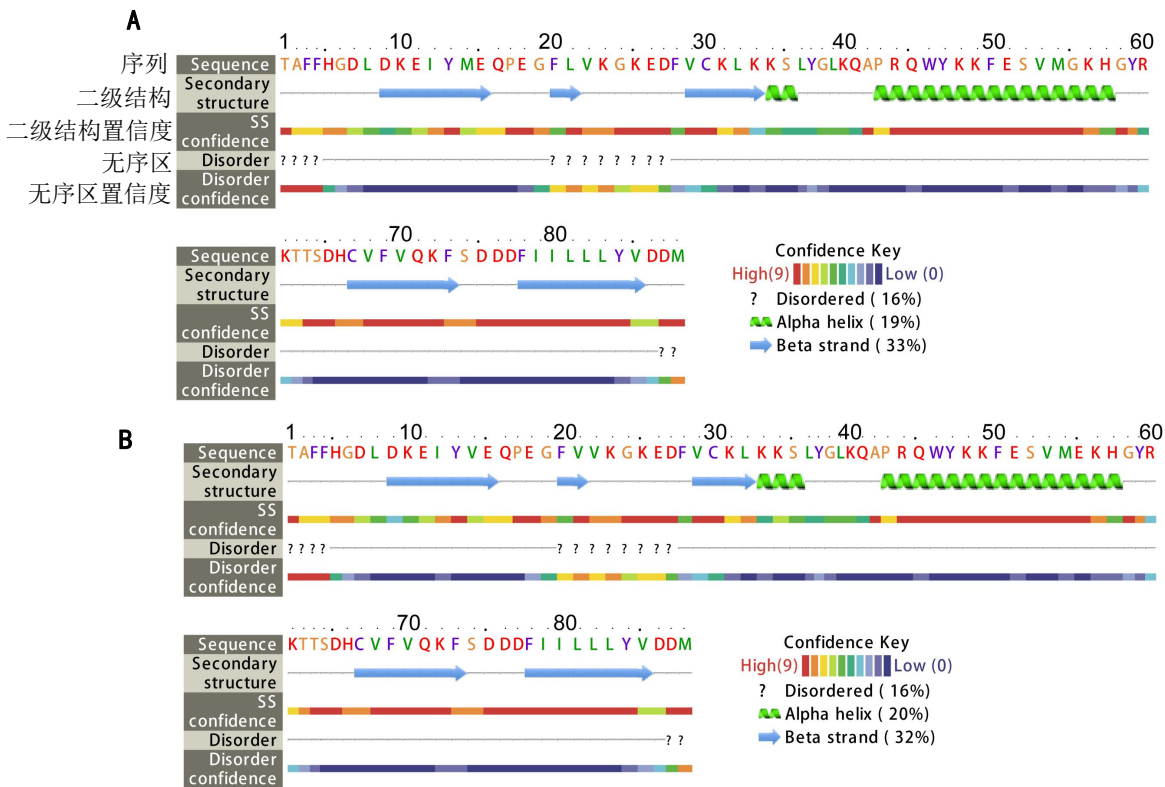 A
1 10 20 30 40 50 60
序列 Sequence TAFFHGDLDKEIYMEQPEGFLVKGKEDFVCKLKKSLYGLKQAPRQWYKKFESVMGKHGYR
二级结构 Secondary
structure
二级结构置信度 SS
confidence
无序区 Disorder ???? ????????
无序区置信度 Disorder
confidence
70 80
Sequence KTTSDHCVFVQKFSDDDFIILLLYVDDM
Secondary
structure
SS
confidence
Disorder ??
Disorder
confidence
Confidence Key
High(9) Low (0)
? Disordered ( 16%)
Alpha helix ( 19%)
Beta strand ( 33%)
B
1 10 20 30 40 50 60
Sequence TAFFHGDLDKEIYVEQPEGFVVKGKEDFVCKLKKSLYGLKQAPRQWYKKFESVMEKHGYR
Secondary
structure
SS
confidence
Disorder ???? ????????
Disorder
confidence
70 80
Sequence KTTSDHCVFVQKFSDDDFIILLLYVDDM
Secondary
structure
SS
confidence
Disorder ??
Disorder
confidence
Confidence Key
High(9) Low (0)
? Disordered ( 16%)
Alpha helix ( 20%)
Beta strand ( 32%)